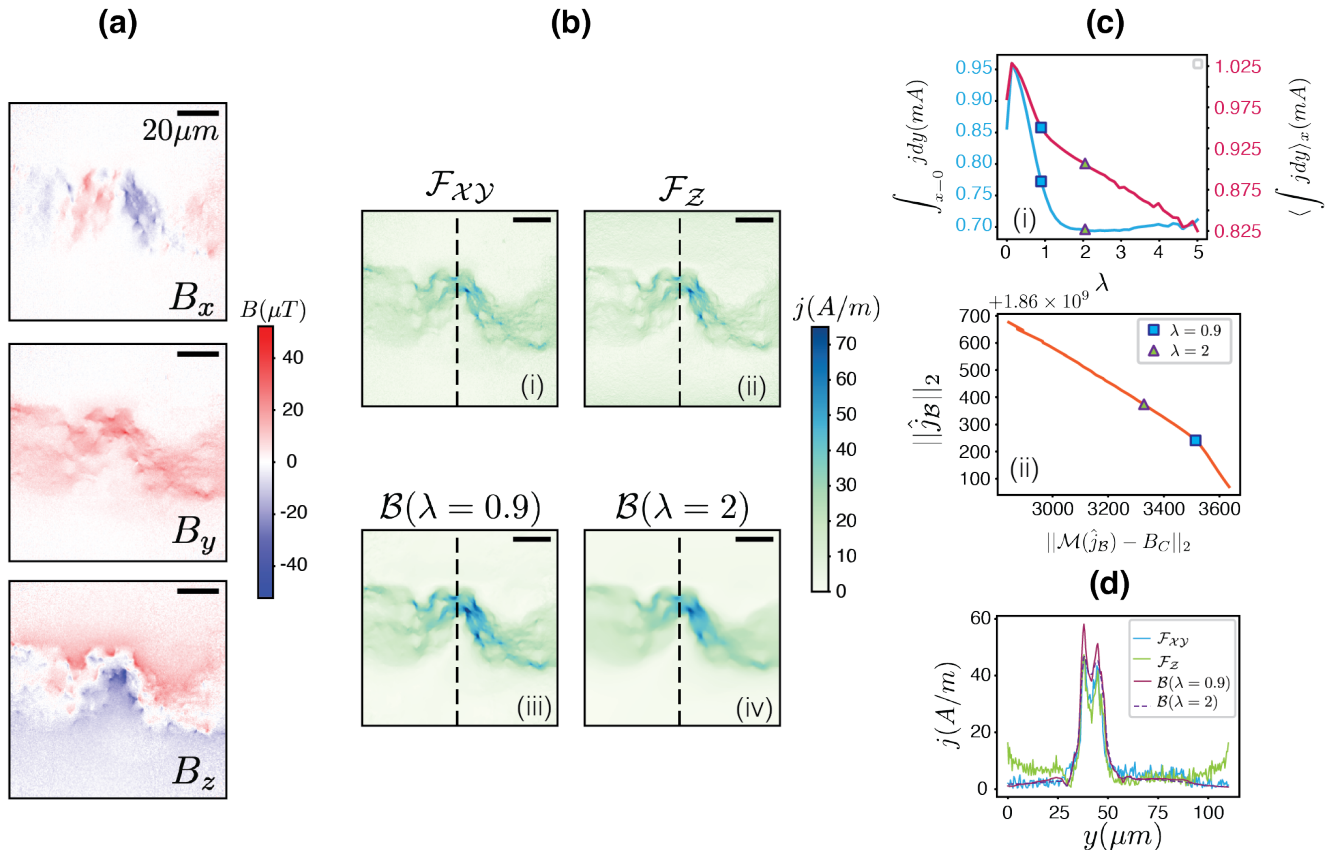 (a)
20μm
B_x
B_y
B_z
B(μT)
40
20
0
-20
-40
(b)
F_XY
F_Z
(i)
(ii)
B(λ = 0.9)
B(λ = 2)
(iii)
(iv)
j(A/m)
70
60
50
40
30
20
10
0
(c)
∫_{x=0} jdy(mA)
0.95
0.90
0.85
0.80
0.75
0.70
1.025
0.975
0.925
0.875
0.825
⟨∫ jdy⟩_x(mA)
(i)
0 1 2 3 4 5
λ
+1.86 × 10^9
700
600
500
400
300
200
100
||ĵ_B||_2
λ = 0.9
λ = 2
(ii)
3000 3200 3400 3600
||M(ĵ_B) − B_C||_2
(d)
j(A/m)
60
40
20
0
F_XY
F_Z
B(λ = 0.9)
B(λ = 2)
0 25 50 75 100
y(μm)